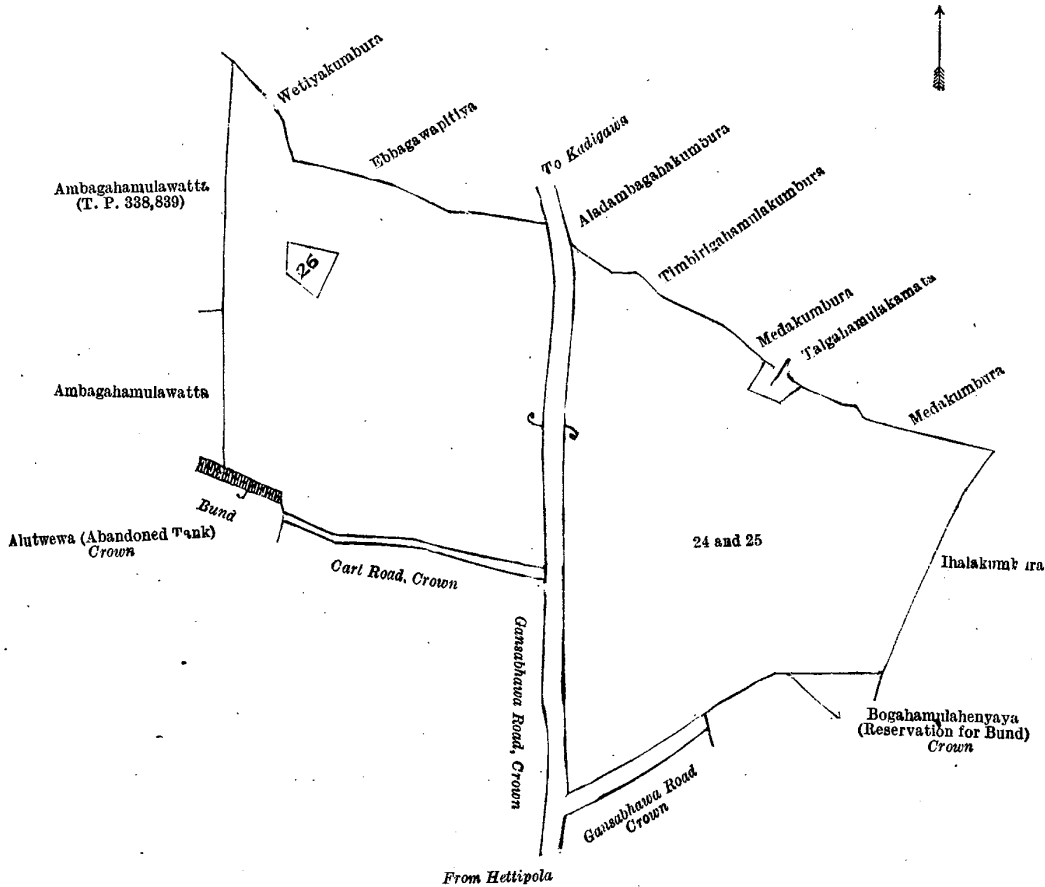 Wetiyakumbura
Ebbagawapitiya
To Kadigawa
Aladambagahakumbura
Timbirigahamulakumbura
Medakumbura
Talgahamulakamata
Medakumbura
Ambagahamulawatta
(T. P. 338,839)
26
Ambagahamulawatta
Bund
Alutwewa (Abandoned Tank)
Crown
Cart Road, Crown
24 and 25
Ihalakumbura
Gansabhawa Road, Crown
Bogahamulahenyaya
(Reservation for Bund)
Crown
Gansabhawa Road
Crown
From Hettipola